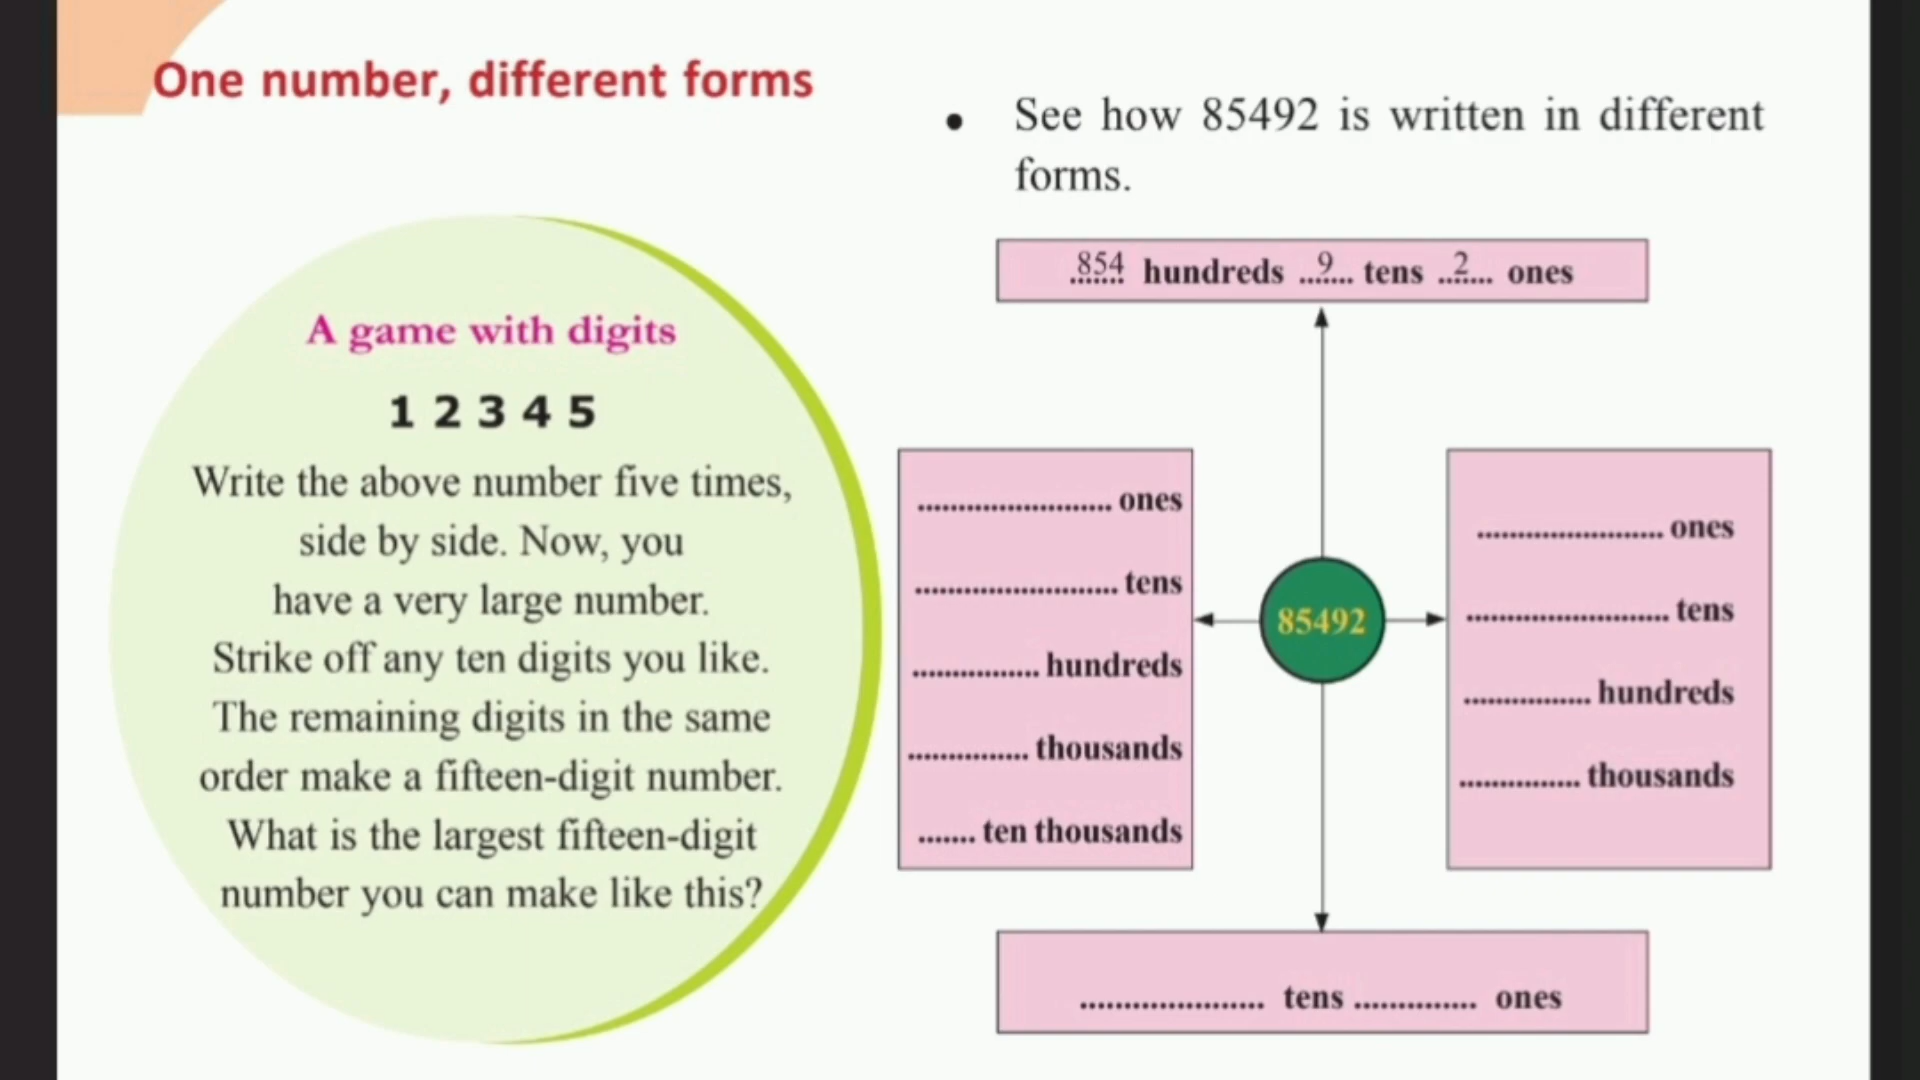 One number, different forms
A game with digits
1 2 3 4 5
Write the above number five times,
side by side. Now, you
have a very large number.
Strike off any ten digits you like.
The remaining digits in the same
order make a fifteen-digit number.
What is the largest fifteen-digit
number you can make like this?
• See how 85492 is written in different
forms.
854 hundreds ..9.... tens ..2.... ones
........................ ones
......................... tens
................ hundreds
............... thousands
....... ten thousands
85492
....................... ones
......................... tens
................ hundreds
............... thousands
..................... tens .............. ones